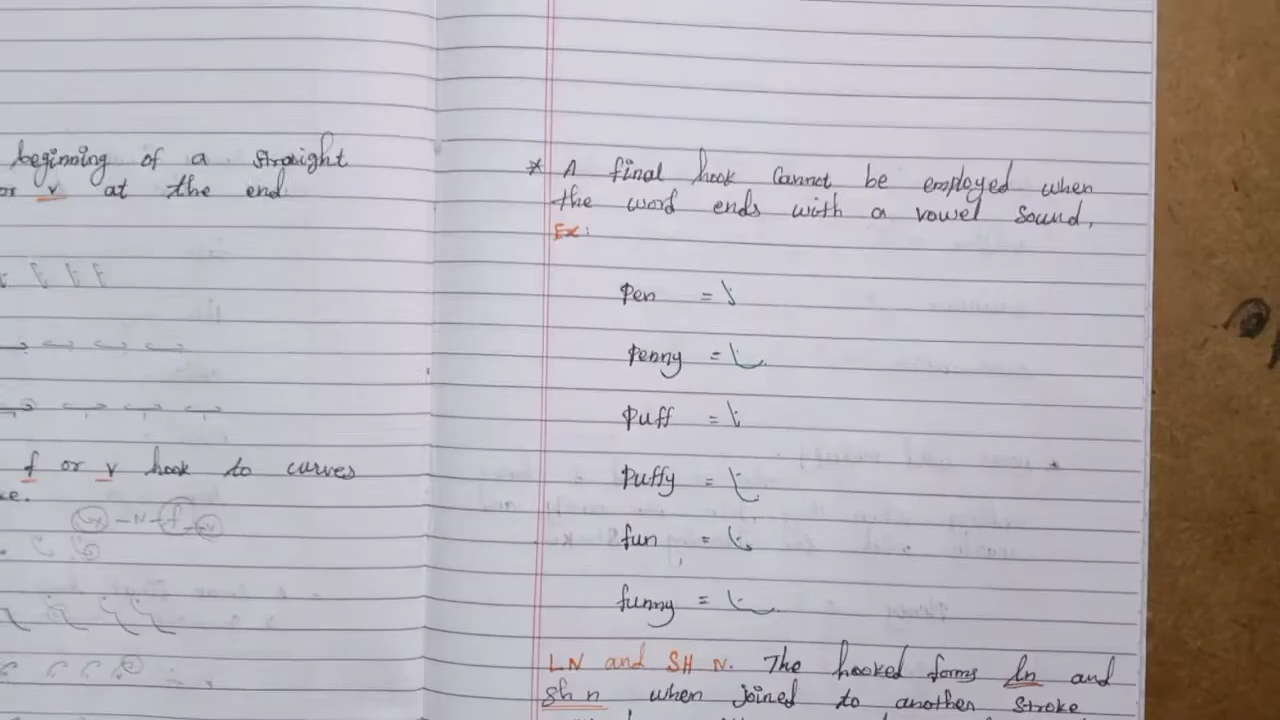 beginning of a straight
or v at the end
f or v hook to curves
* A final hook cannot be employed when
the word ends with a vowel sound,
Ex:
pen =
penny =
puff =
puffy =
fun =
funny =
LN and SH N. The hooked forms ln and
sh n when joined to another stroke